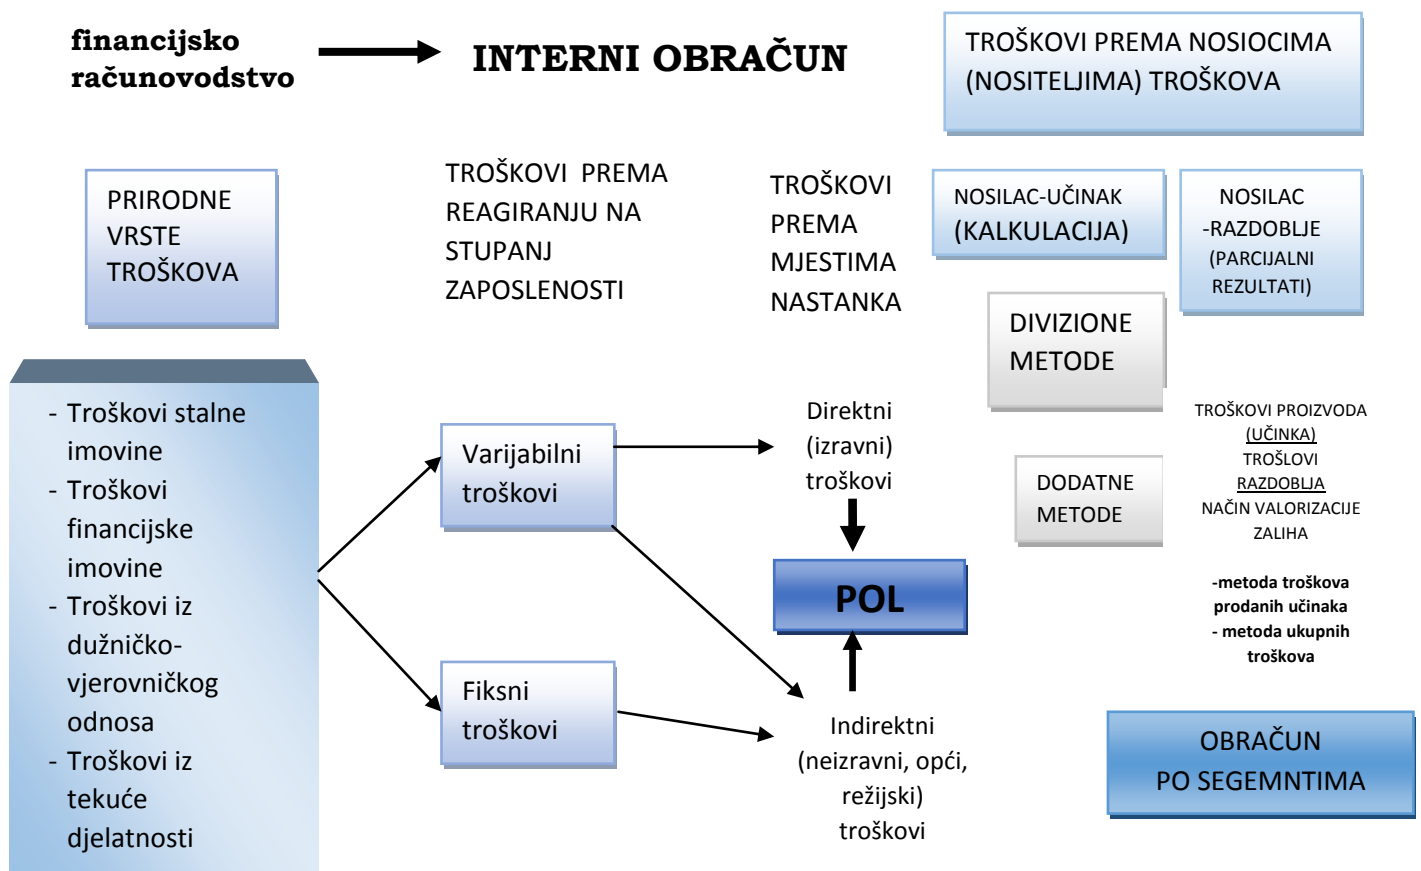 financijsko
računovodstvo
INTERNI OBRAČUN
TROŠKOVI PREMA NOSIOCIMA
(NOSITELJIMA) TROŠKOVA
PRIRODNE
VRSTE
TROŠKOVA
TROŠKOVI PREMA
REAGIRANJU NA
STUPANJ
ZAPOSLENOSTI
TROŠKOVI
PREMA
MJESTIMA
NASTANKA
NOSILAC-UČINAK
(KALKULACIJA)
NOSILAC
-RAZDOBLJE
(PARCIJALNI
REZULTATI)
DIVIZIONE
METODE
DODATNE
METODE
- Troškovi stalne
imovine
- Troškovi
financijske
imovine
- Troškovi iz
dužničko-
vjerovničkog
odnosa
- Troškovi iz
tekuće
djelatnosti
Varijabilni
troškovi
Fiksni
troškovi
Direktni
(izravni)
troškovi
POL
Indirektni
(neizravni, opći,
režijski)
troškovi
TROŠKOVI PROIZVODA
(UČINKA)
TROŠLOVI
RAZDOBLJA
NAČIN VALORIZACIJE
ZALIHA
-metoda troškova
prodanih učinaka
- metoda ukupnih
troškova
OBRAČUN
PO SEGEMNTIMA